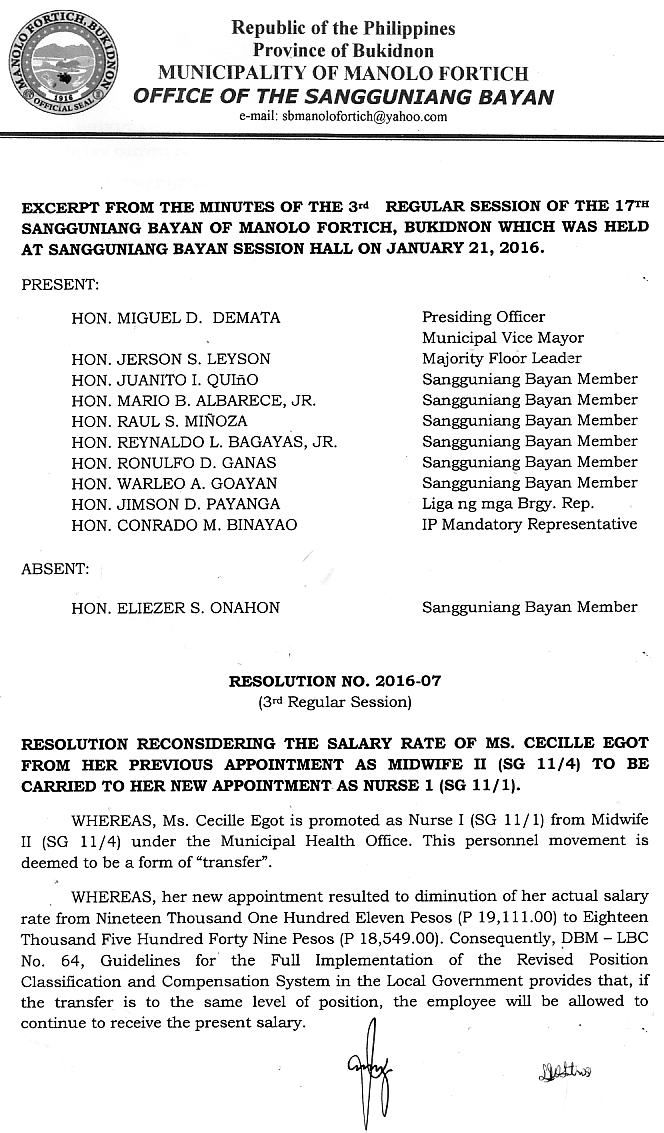 MANOLO FORTICH, BUKIDNON
1916
OFFICIAL SEAL
Republic of the Philippines
Province of Bukidnon
MUNICIPALITY OF MANOLO FORTICH
OFFICE OF THE SANGGUNIANG BAYAN
e-mail: sbmanolofortich@yahoo.com
EXCERPT FROM THE MINUTES OF THE 3rd REGULAR SESSION OF THE 17TH
SANGGUNIANG BAYAN OF MANOLO FORTICH, BUKIDNON WHICH WAS HELD
AT SANGGUNIANG BAYAN SESSION HALL ON JANUARY 21, 2016.
PRESENT:
HON. MIGUEL D. DEMATA Presiding Officer
Municipal Vice Mayor
HON. JERSON S. LEYSON Majority Floor Leader
HON. JUANITO I. QUIñO Sangguniang Bayan Member
HON. MARIO B. ALBARECE, JR. Sangguniang Bayan Member
HON. RAUL S. MIÑOZA Sangguniang Bayan Member
HON. REYNALDO L. BAGAYAS, JR. Sangguniang Bayan Member
HON. RONULFO D. GANAS Sangguniang Bayan Member
HON. WARLEO A. GOAYAN Sangguniang Bayan Member
HON. JIMSON D. PAYANGA Liga ng mga Brgy. Rep.
HON. CONRADO M. BINAYAO IP Mandatory Representative
ABSENT:
HON. ELIEZER S. ONAHON Sangguniang Bayan Member
RESOLUTION NO. 2016-07
(3rd Regular Session)
RESOLUTION RECONSIDERING THE SALARY RATE OF MS. CECILLE EGOT
FROM HER PREVIOUS APPOINTMENT AS MIDWIFE II (SG 11/4) TO BE
CARRIED TO HER NEW APPOINTMENT AS NURSE 1 (SG 11/1).
WHEREAS, Ms. Cecille Egot is promoted as Nurse I (SG 11/1) from Midwife
II (SG 11/4) under the Municipal Health Office. This personnel movement is
deemed to be a form of “transfer”.
WHEREAS, her new appointment resulted to diminution of her actual salary
rate from Nineteen Thousand One Hundred Eleven Pesos (P 19,111.00) to Eighteen
Thousand Five Hundred Forty Nine Pesos (P 18,549.00). Consequently, DBM – LBC
No. 64, Guidelines for the Full Implementation of the Revised Position
Classification and Compensation System in the Local Government provides that, if
the transfer is to the same level of position, the employee will be allowed to
continue to receive the present salary.